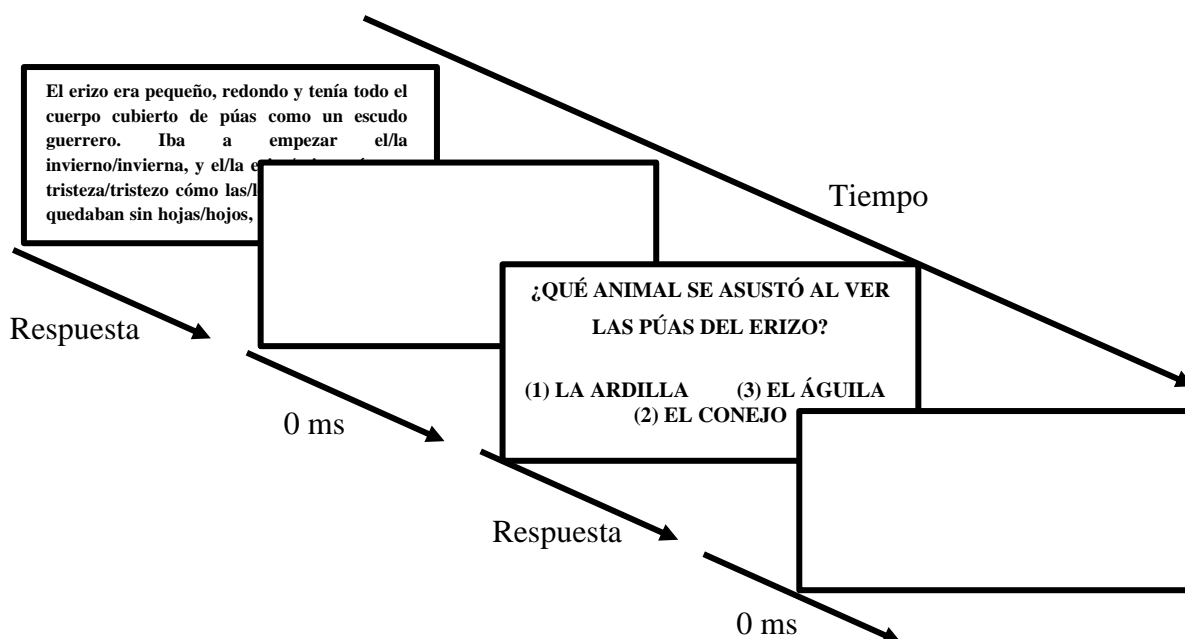 El erizo era pequeño, redondo y tenía todo el
cuerpo cubierto de púas como un escudo
guerrero. Iba a empezar el/la
invierno/invierna, y el/la
tristeza/tristezo cómo las/l
quedaban sin hojas/hojos,
Tiempo
¿QUÉ ANIMAL SE ASUSTÓ AL VER
LAS PÚAS DEL ERIZO?
Respuesta
(1) LA ARDILLA (3) EL ÁGUILA
(2) EL CONEJO
0 ms
Respuesta
0 ms